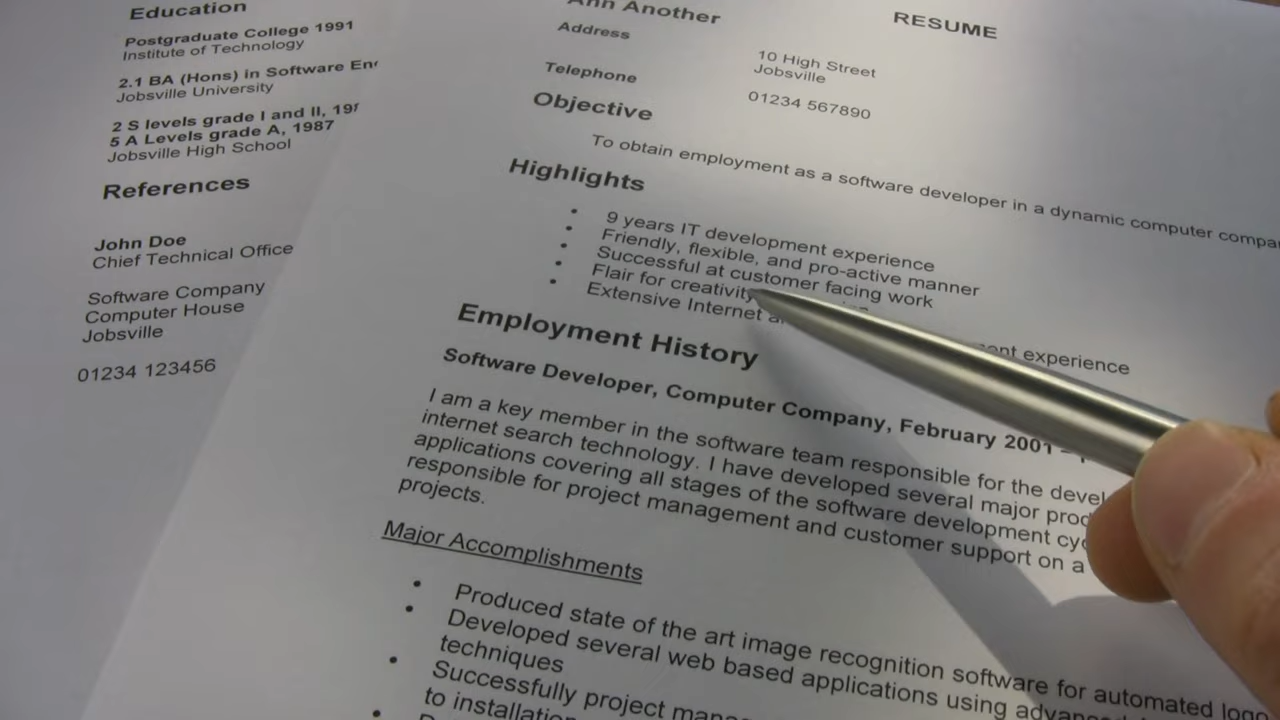 Education
Postgraduate College 1991
Institute of Technology
2.1 BA (Hons) in Software
Jobsville University
2 S levels grade I and II,
5 A Levels grade A, 1987
Jobsville High School
References
John Doe
Chief Technical Office
Software Company
Computer House
Jobsville
01234 123456
Ann Another
RESUME
Address
10 High Street
Jobsville
Telephone
01234 567890
Objective
To obtain employment as a software developer in a dynamic computer
Highlights
• 9 years IT development experience
• Friendly, flexible, and pro-active manner
• Successful at customer facing work
• Flair for creativity
• Extensive Internet experience
Employment History
Software Developer, Computer Company, February 2001 –
I am a key member in the software team responsible for the
internet search technology. I have developed several major
applications covering all stages of the software development
responsible for project management and customer support on a
projects.
Major Accomplishments
• Produced state of the art image recognition software for automated
• Developed several web based applications using
techniques
• Successfully project
to installation